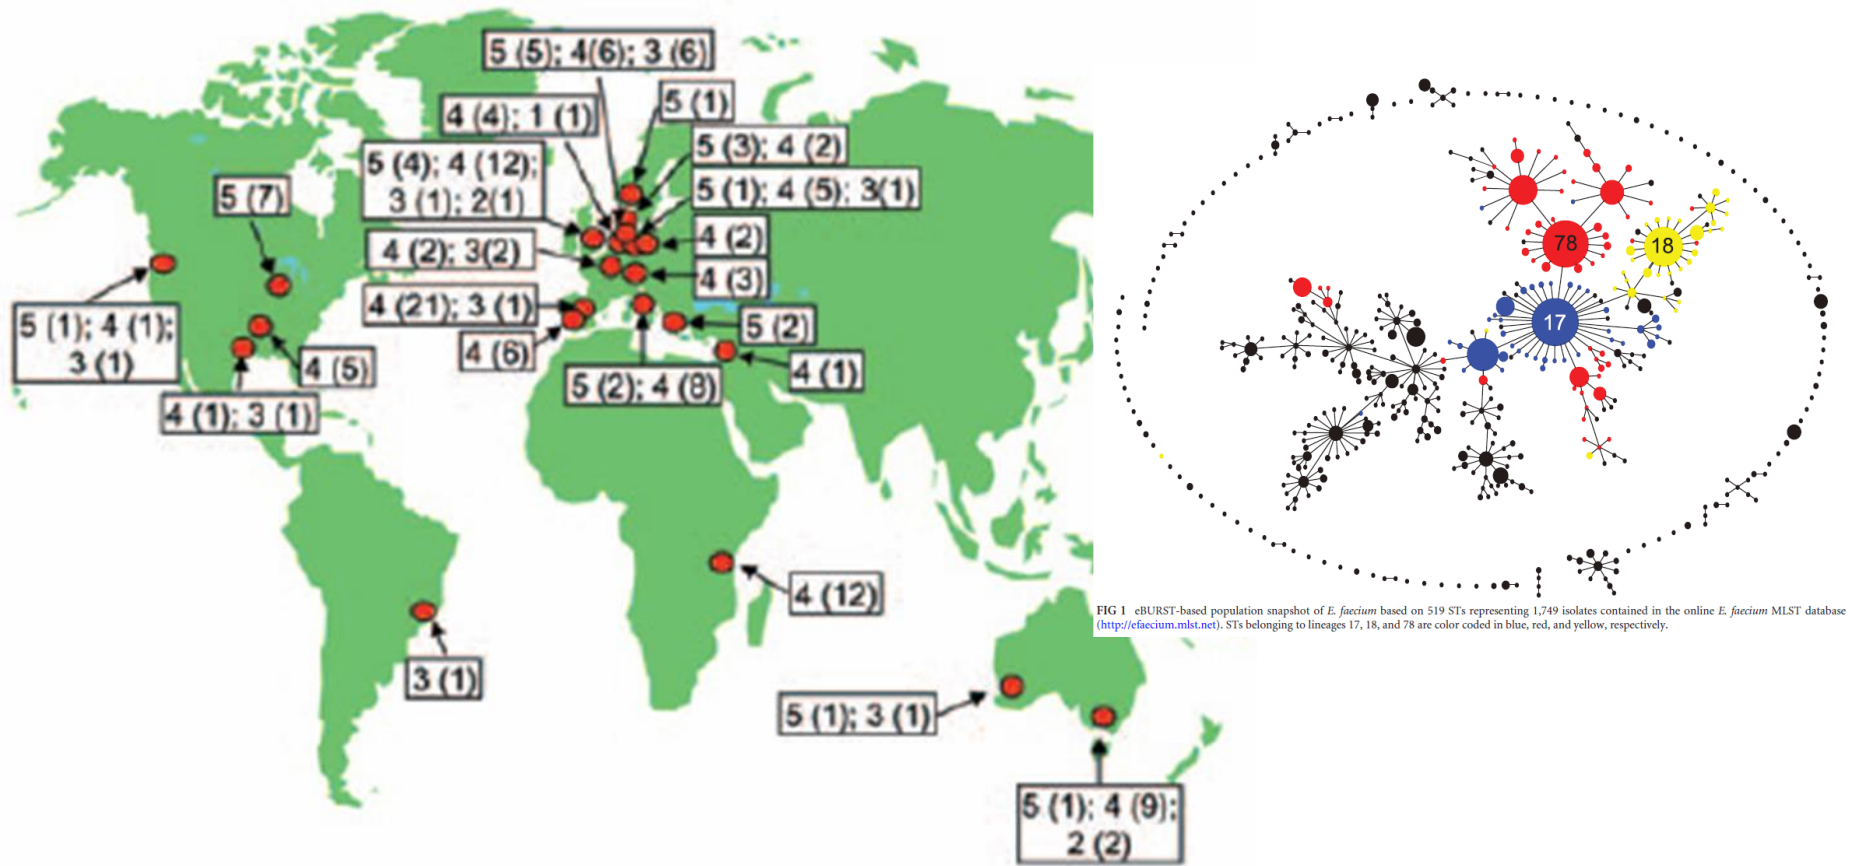 5 (5); 4(6); 3 (6)
5 (1)
4 (4); 1 (1)
5 (3); 4 (2)
5 (4); 4 (12);
3 (1); 2(1)
5 (1); 4 (5); 3(1)
5 (7)
4 (2)
4 (2); 3(2)
4 (3)
4 (21); 3 (1)
5 (2)
5 (1); 4 (1);
3 (1)
4 (6)
4 (5)
5 (2); 4 (8)
4 (1)
4 (1); 3 (1)
4 (12)
3 (1)
5 (1); 3 (1)
5 (1); 4 (9);
2 (2)
78
18
17
FIG 1 eBURST-based population snapshot of E. faecium based on 519 STs representing 1,749 isolates contained in the online E. faecium MLST database
(http://efaecium.mlst.net). STs belonging to lineages 17, 18, and 78 are color coded in blue, red, and yellow, respectively.